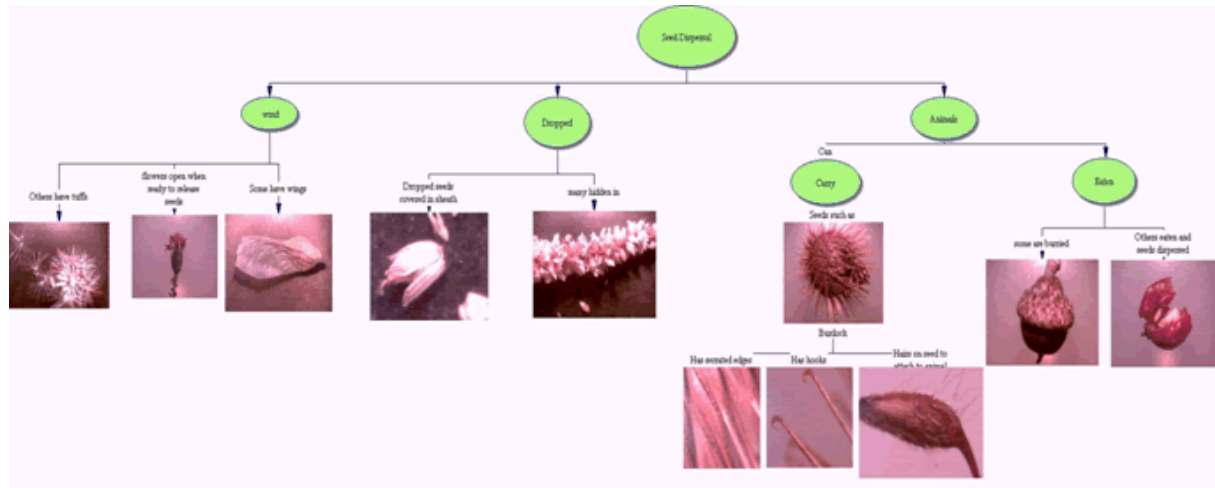 Seed Dispersal
wind
Dropped
Animals
Can
Carry
Eaten
Others have tuffs
flowers open when
ready to release
seeds
Some have wings
Dropped seeds
covered in sheath
many hidden in
Seeds such as
some are burried
Others eaten and
seeds dispersed
Burdock
Has serrated edges
Has hooks
Hairs on seed to
attach to animal